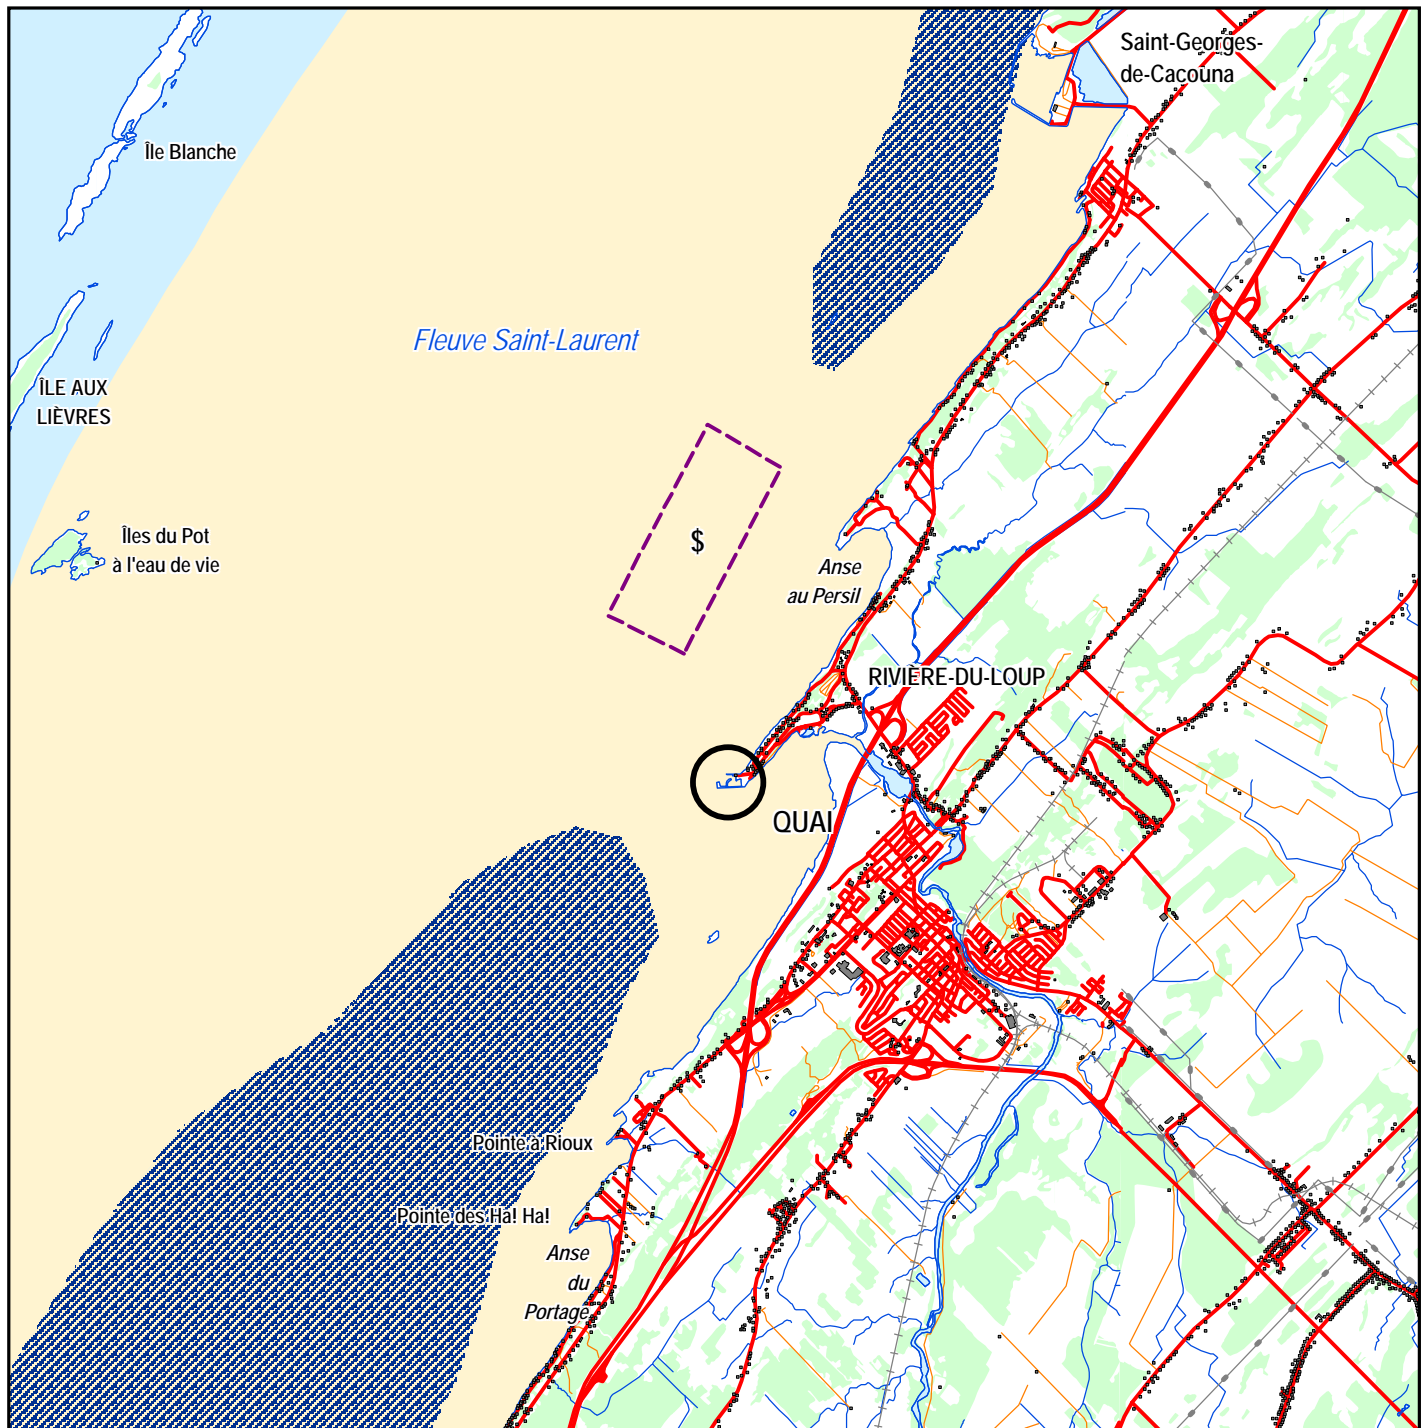 Saint-Georges-
de-Cacouna
Île Blanche
Fleuve Saint-Laurent
ÎLE AUX
LIÈVRES
Îles du Pot
à l'eau de vie
$
Anse
au Persil
RIVIÈRE-DU-LOUP
QUAI
Pointe à Rioux
Pointe des Ha! Ha!
Anse
du
Portage